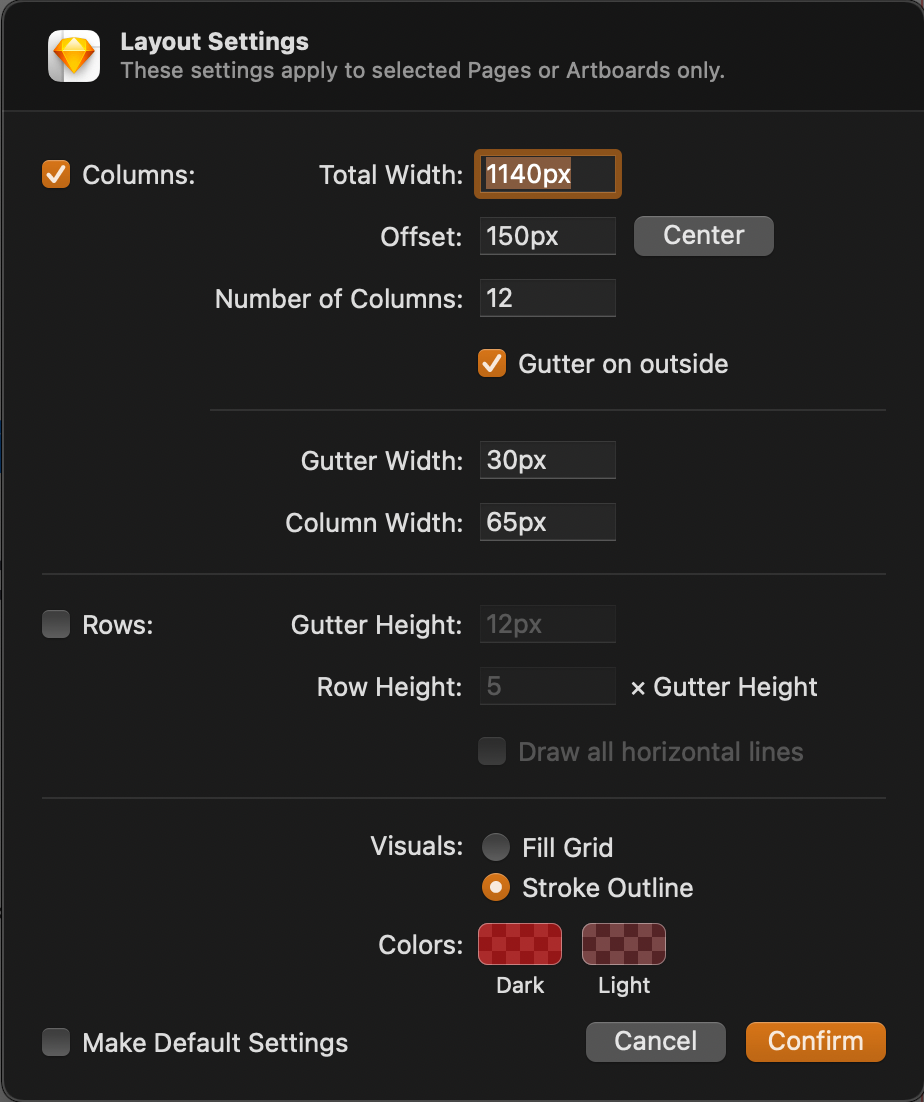 Layout Settings
These settings apply to selected Pages or Artboards only.
Columns: Total Width: 1140px
Offset: 150px Center
Number of Columns: 12
Gutter on outside
Gutter Width: 30px
Column Width: 65px
Rows: Gutter Height: 12px
Row Height: 5 × Gutter Height
Draw all horizontal lines
Visuals: Fill Grid
Stroke Outline
Colors:
Dark Light
Make Default Settings Cancel Confirm